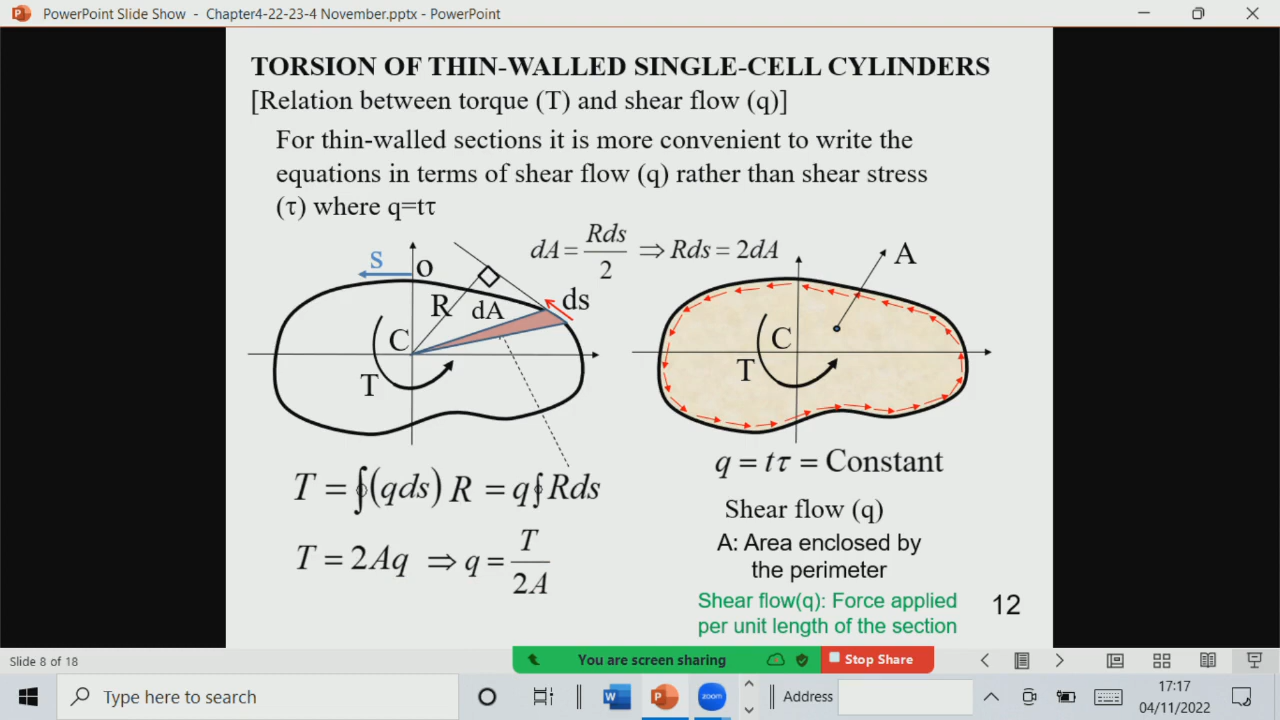 PowerPoint Slide Show - Chapter4-22-23-4 November.pptx - PowerPoint
TORSION OF THIN-WALLED SINGLE-CELL CYLINDERS
[Relation between torque (T) and shear flow (q)]
For thin-walled sections it is more convenient to write the
equations in terms of shear flow (q) rather than shear stress
(τ) where q=tτ
dA = Rds/2 ⇒ Rds = 2dA
S
o
R
dA
ds
C
T
A
C
T
T = ∮(qds) R = q∮Rds
T = 2Aq ⇒ q = T/2A
q = tτ = Constant
Shear flow (q)
A: Area enclosed by
the perimeter
Shear flow(q): Force applied
per unit length of the section
12
Slide 8 of 18
You are screen sharing
Stop Share
Type here to search
W
P
zoom
Address
17:17
04/11/2022